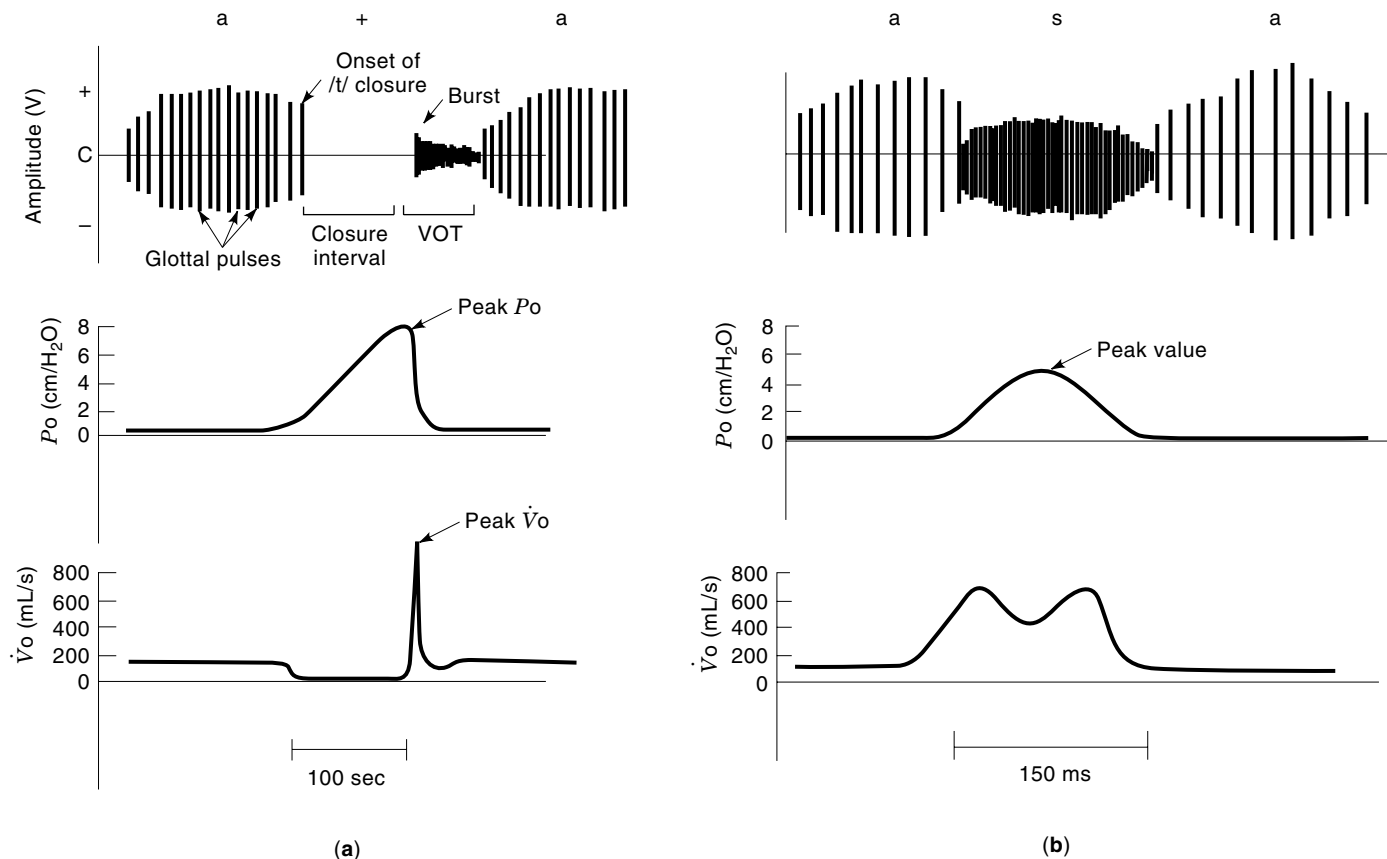 a + a
Onset of
/t/ closure
Burst
Amplitude (V)
+
C
–
Glottal pulses
Closure
interval
VOT
Po (cm/H₂O)
8
6
4
2
0
Peak Po
V̇o (mL/s)
800
600
400
200
0
Peak V̇o
100 sec
(a)
a s a
Po (cm/H₂O)
8
6
4
2
0
Peak value
V̇o (mL/s)
800
600
400
200
0
150 ms
(b)